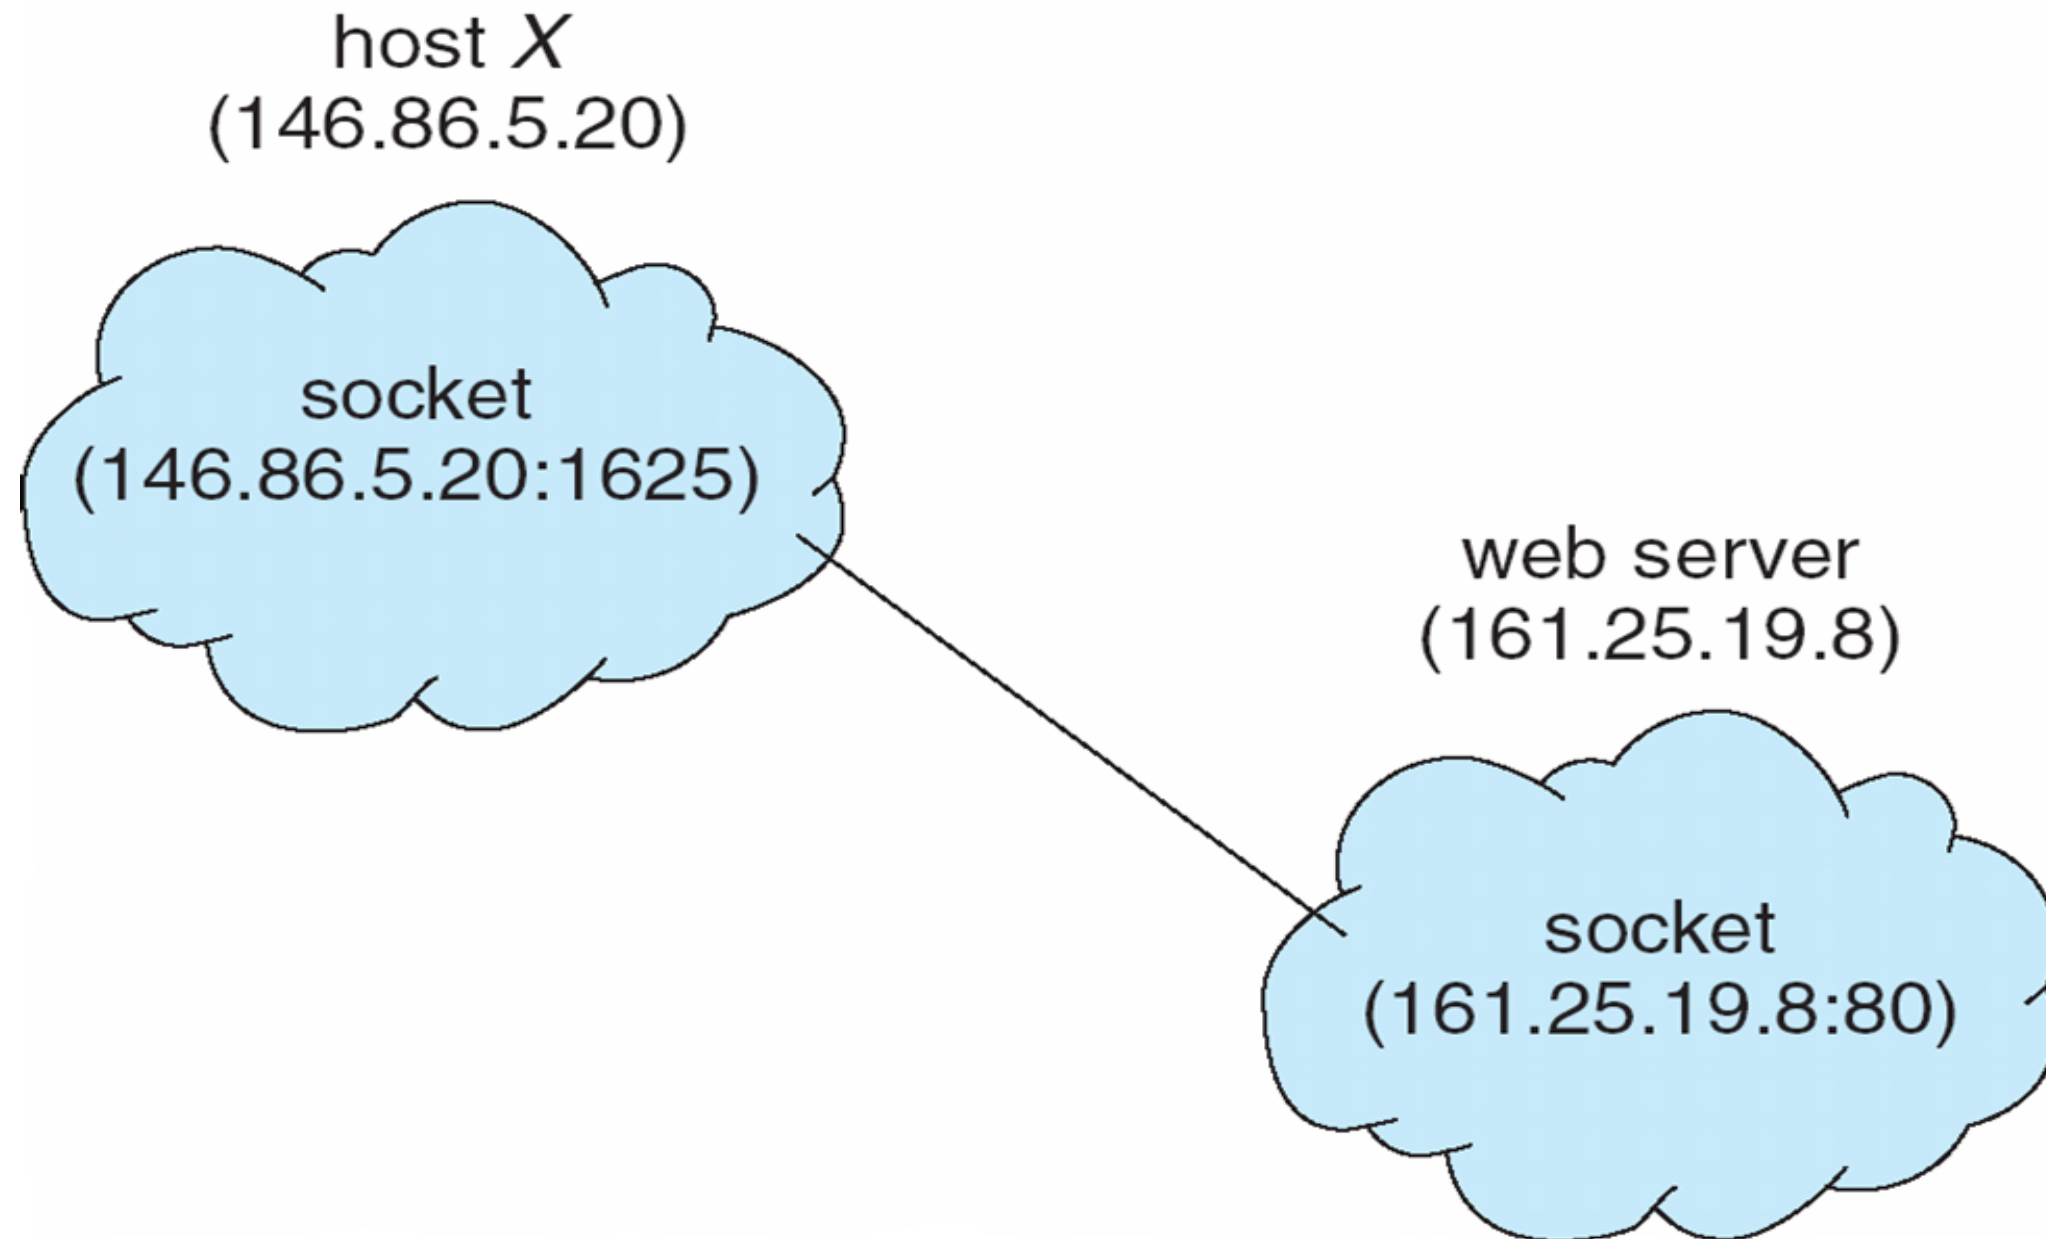 host X
(146.86.5.20)
socket
(146.86.5.20:1625)
web server
(161.25.19.8)
socket
(161.25.19.8:80)